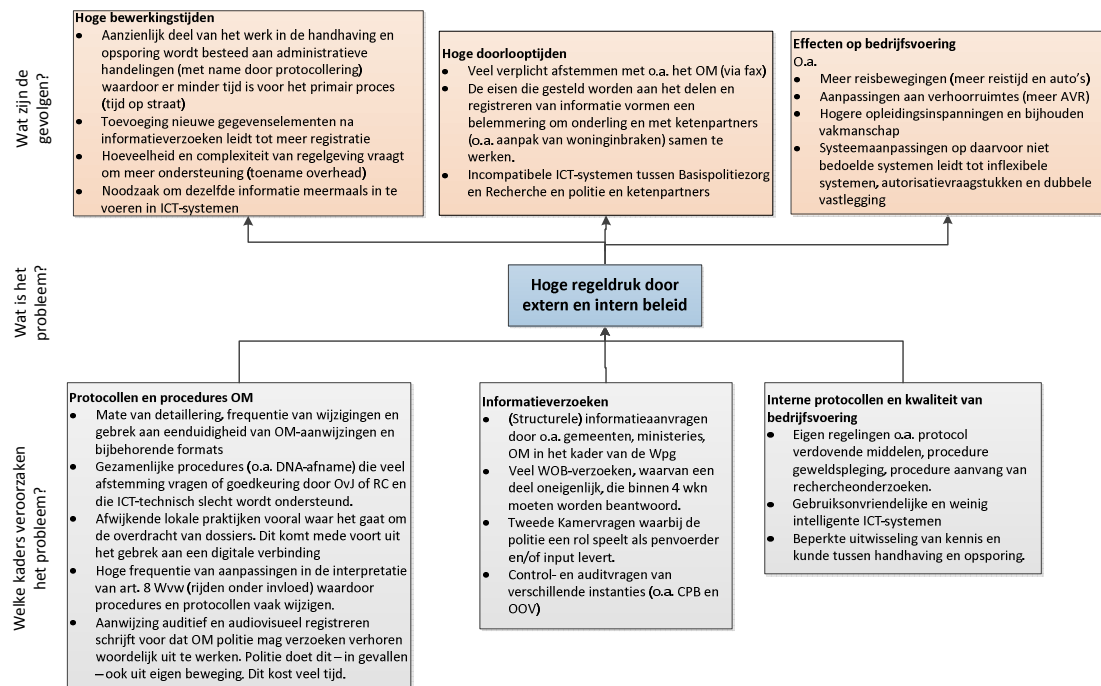 Wat zijn de
gevolgen?
Hoge bewerkingstijden
• Aanzienlijk deel van het werk in de handhaving en
opsporing wordt besteed aan administratieve
handelingen (met name door protocollering)
waardoor er minder tijd is voor het primair proces
(tijd op straat)
• Toevoeging nieuwe gegevenselementen na
informatieverzoeken leidt tot meer registratie
• Hoeveelheid en complexiteit van regelgeving vraagt
om meer ondersteuning (toename overhead)
• Noodzaak om dezelfde informatie meermaals in te
voeren in ICT-systemen
Hoge doorlooptijden
• Veel verplicht afstemmen met o.a. het OM (via fax)
• De eisen die gesteld worden aan het delen en
registreren van informatie vormen een
belemmering om onderling en met ketenpartners
(o.a. aanpak van woninginbraken) samen te
werken.
• Incompatibele ICT-systemen tussen Basispolitiezorg
en Recherche en politie en ketenpartners
Effecten op bedrijfsvoering
O.a.
• Meer reisbewegingen (meer reistijd en auto's)
• Aanpassingen aan verhoorruimtes (meer AVR)
• Hogere opleidingsinspanningen en bijhouden
vakmanschap
• Systeemaanpassingen op daarvoor niet
bedoelde systemen leidt tot inflexibele
systemen, autorisatievraagstukken en dubbele
vastlegging
Wat is het
probleem?
Hoge regeldruk door
extern en intern beleid
Welke kaders veroorzaken
het probleem?
Protocollen en procedures OM
• Mate van detaillering, frequentie van wijzigingen en
gebrek aan eenduidigheid van OM-aanwijzingen en
bijbehorende formats
• Gezamenlijke procedures (o.a. DNA-afname) die veel
afstemming vragen of goedkeuring door OvJ of RC en
die ICT-technisch slecht wordt ondersteund.
• Afwijkende lokale praktijken vooral waar het gaat om
de overdracht van dossiers. Dit komt mede voort uit
het gebrek aan een digitale verbinding
• Hoge frequentie van aanpassingen in de interpretatie
van art. 8 Wvw (rijden onder invloed) waardoor
procedures en protocollen vaak wijzigen.
• Aanwijzing auditief en audiovisueel registreren
schrijft voor dat OM politie mag verzoeken verhoren
woordelijk uit te werken. Politie doet dit – in gevallen
– ook uit eigen beweging. Dit kost veel tijd.
Informatieverzoeken
• (Structurele) informatieaanvragen
door o.a. gemeenten, ministeries,
OM in het kader van de Wpg
• Veel WOB-verzoeken, waarvan een
deel oneigenlijk, die binnen 4 wkn
moeten worden beantwoord.
• Tweede Kamervragen waarbij de
politie een rol speelt als penvoerder
en/of input levert.
• Control- en auditvragen van
verschillende instanties (o.a. CPB en
OOV)
Interne protocollen en kwaliteit van
bedrijfsvoering
• Eigen regelingen o.a. protocol
verdovende middelen, procedure
geweldspleging, procedure aanvang van
rechercheonderzoeken.
• Gebruiksonvriendelijke en weinig
intelligente ICT-systemen
• Beperkte uitwisseling van kennis en
kunde tussen handhaving en opsporing.